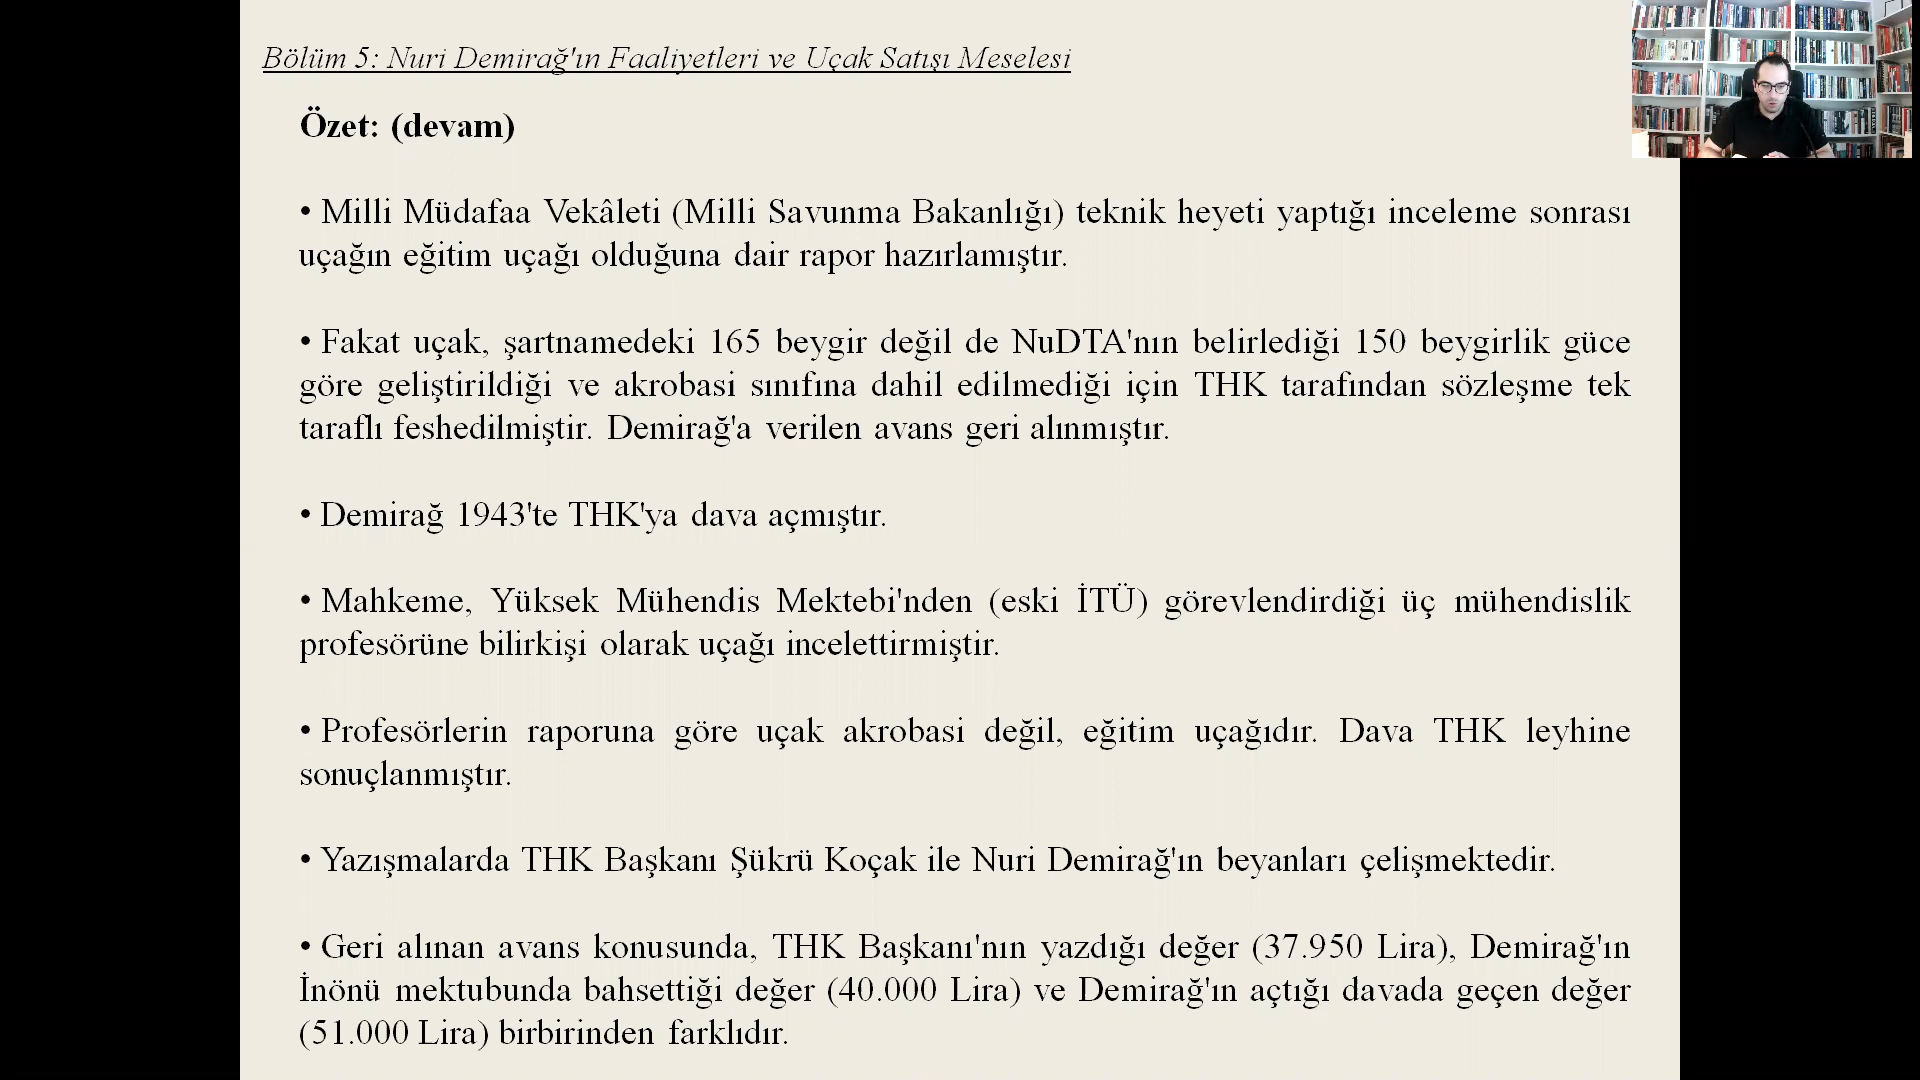 Bölüm 5: Nuri Demirağ'ın Faaliyetleri ve Uçak Satışı Meselesi
Özet: (devam)
• Milli Müdafaa Vekâleti (Milli Savunma Bakanlığı) teknik heyeti yaptığı inceleme sonrası
uçağın eğitim uçağı olduğuna dair rapor hazırlamıştır.
• Fakat uçak, şartnamedeki 165 beygir değil de NuDTA'nın belirlediği 150 beygirlik güce
göre geliştirildiği ve akrobasi sınıfına dahil edilmediği için THK tarafından sözleşme tek
taraflı feshedilmiştir. Demirağ'a verilen avans geri alınmıştır.
• Demirağ 1943'te THK'ya dava açmıştır.
• Mahkeme, Yüksek Mühendis Mektebi'nden (eski İTÜ) görevlendirdiği üç mühendislik
profesörüne bilirkişi olarak uçağı incelettirmiştir.
• Profesörlerin raporuna göre uçak akrobasi değil, eğitim uçağıdır. Dava THK leyhine
sonuçlanmıştır.
• Yazışmalarda THK Başkanı Şükrü Koçak ile Nuri Demirağ'ın beyanları çelişmektedir.
• Geri alınan avans konusunda, THK Başkanı'nın yazdığı değer (37.950 Lira), Demirağ'ın
İnönü mektubunda bahsettiği değer (40.000 Lira) ve Demirağ'ın açtığı davada geçen değer
(51.000 Lira) birbirinden farklıdır.